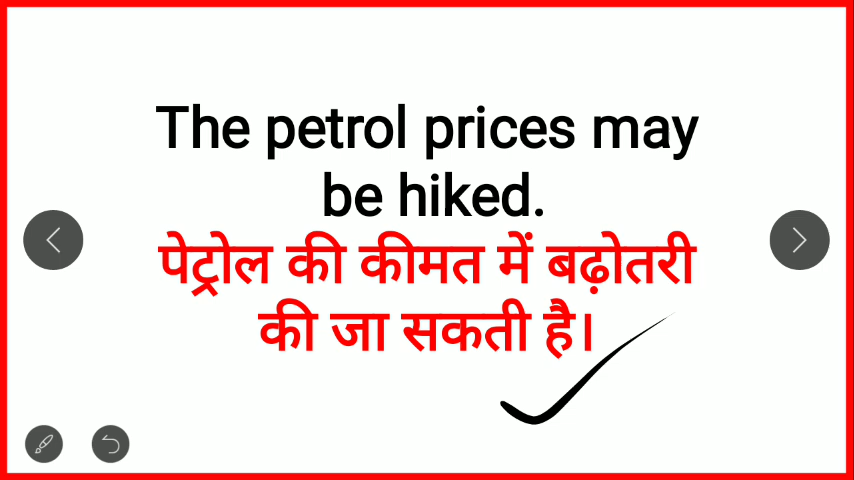 The petrol prices may
be hiked.
पेट्रोल की कीमत में बढ़ोतरी
की जा सकती है।